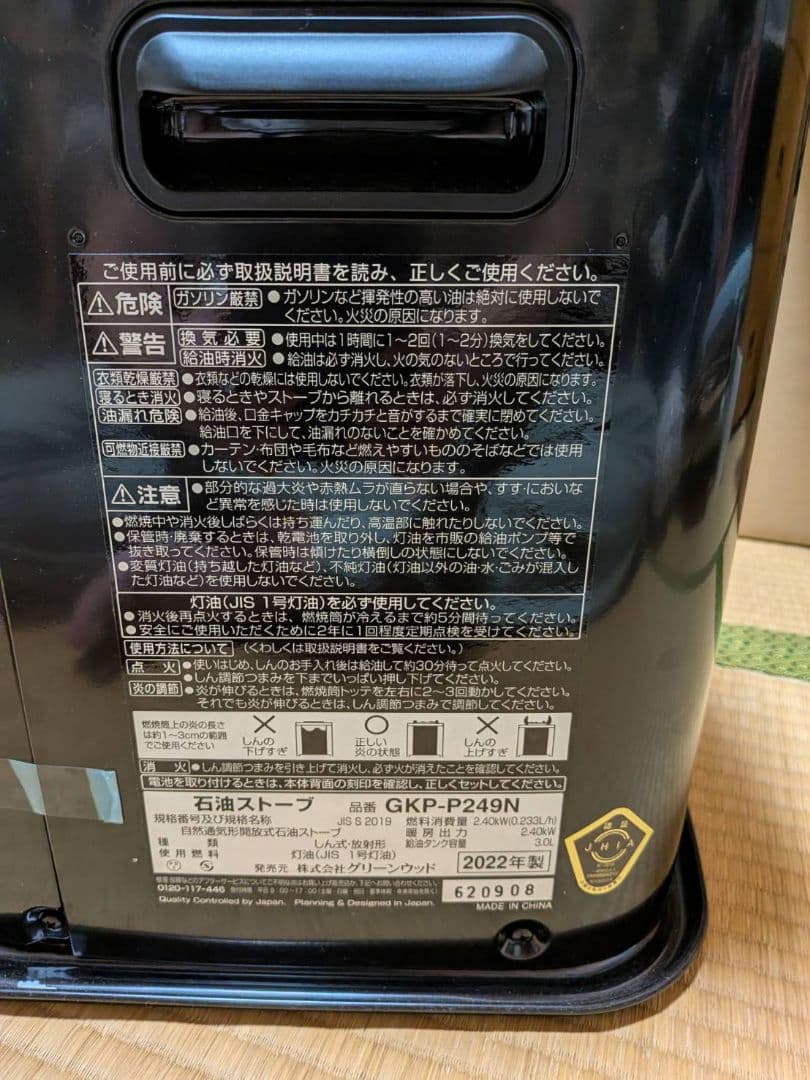 ご使用前に必ず取扱説明書を読み、正しくご使用ください。
⚠危険 ガソリン厳禁 ●ガソリンなど揮発性の高い油は絶対に使用しないで
ください。火災の原因になります。
⚠警告 換気必要 ●使用中は1時間に1～2回(1～2分)換気をしてください。
給油時消火 ●給油は必ず消火し、火の気のないところで行ってください。
衣類乾燥厳禁 ●衣類などの乾燥には使用しないでください。衣類が落下し、火災の原因になります。
寝るとき消火 ●寝るときやストーブから離れるときは、必ず消火してください。
油漏れ危険 ●給油後、口金キャップをカチカチと音がするまで確実に閉めてください。
給油口を下にして、油漏れのないことを確かめてください。
可燃物近接厳禁 ●カーテン・布団や毛布など燃えやすいもののそばなどでは使用
しないでください。火災の原因になります。
⚠注意 ●部分的な過大炎や赤熱ムラが直らない場合や、すす・においな
ど異常を感じた時は使用しないでください。
●燃焼中や消火後しばらくは持ち運んだり、高温部に触れたりしないでください。
●保管時・廃棄するときは、乾電池を取り外し、灯油を市販の給油ポンプ等で
抜き取ってください。保管時は傾けたり横倒しの状態にしないでください。
●変質灯油(持ち越した灯油など)、不純灯油(灯油以外の油・水・ごみが混入し
た灯油など)を使用しないでください。
灯油(JIS 1号灯油)を必ず使用してください。
●消火後再点火するときは、燃焼筒が冷えるまで約5分間待ってください。
●安全にご使用いただくために2年に1回程度定期点検を受けてください。
使用方法について (くわしくは取扱説明書をご覧ください。)
点火 ●使いはじめ、しんのお手入れ後は給油して約30分待って点火してください。
●しん調節つまみを下までいっぱい押し下げてください。
炎の調節 ●炎が伸びるときは、燃焼筒トッテを左右に2～3回動かしてください。
それでも炎が伸びるときは、しん調節つまみで調節してください。
燃焼筒上の炎の長さ
は約1～3cmの範囲
でご使用ください
× しんの
下げすぎ
○ 正しい
炎の状態
× しんの
上げすぎ
消火 ●しん調節つまみを引き上げて消火し、必ず火が消えたことを確認してください。
電池を取り付けるときは、本体背面の刻印を確認し、正しくセットしてください。
石油ストーブ 品番 GKP-P249N
規格番号及び規格名称 JIS S 2019 燃料消費量 2.40kW(0.233L/h)
自然通気形開放式石油ストーブ 暖房出力 2.40kW
種類 しん式・放射形 給油タンク容量 3.0L
使用燃料 灯油(JIS 1号灯油)
発売元 株式会社グリーンウッド 2022年製
0120-117-446
620908
Quality Controlled by Japan. Planning & Designed in Japan. MADE IN CHINA
認証
JHIA